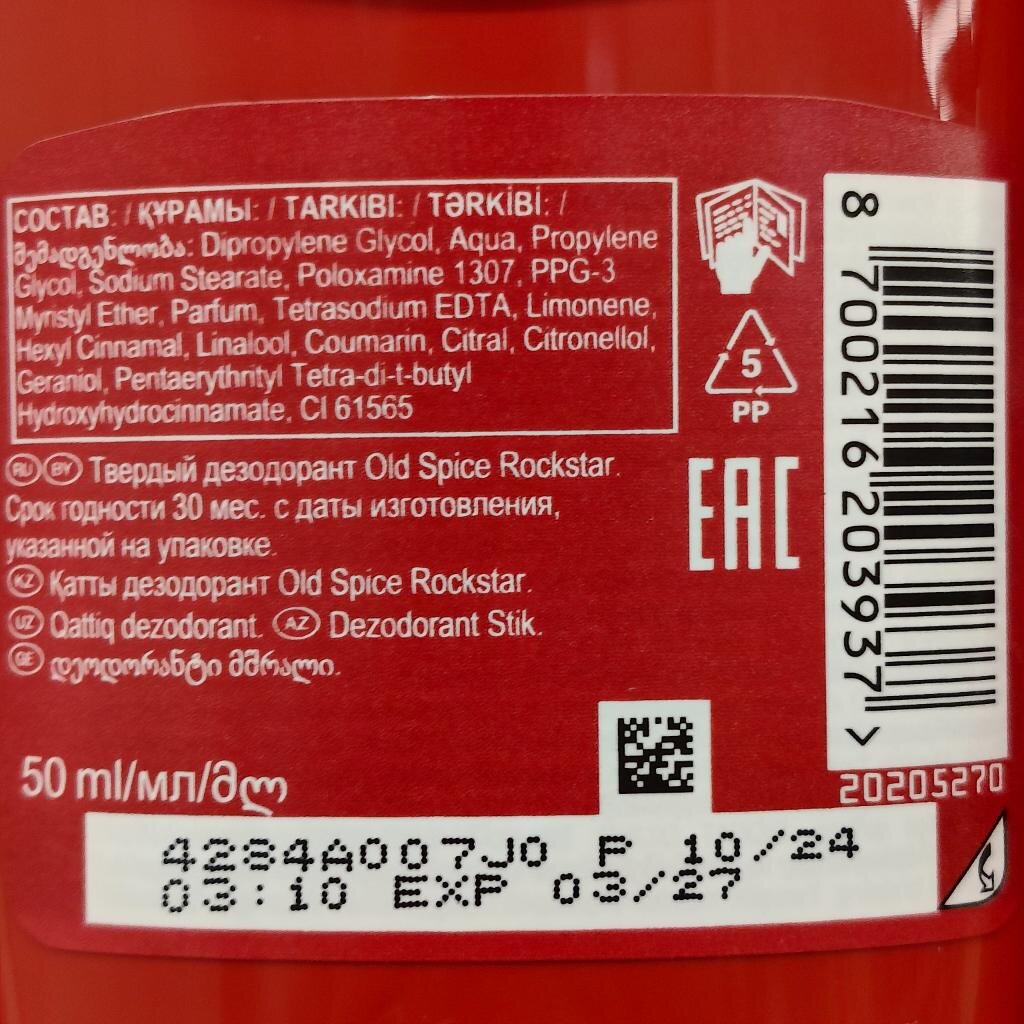 СОСТАВ: / ҚҰРАМЫ: / TARKIBI: / TƏRKİBİ: /
შემადგენლობა: Dipropylene Glycol, Aqua, Propylene
Glycol, Sodium Stearate, Poloxamine 1307, PPG-3
Myristyl Ether, Parfum, Tetrasodium EDTA, Limonene,
Hexyl Cinnamal, Linalool, Coumarin, Citral, Citronellol,
Geraniol, Pentaerythrityl Tetra-di-t-butyl
Hydroxyhydrocinnamate, CI 61565
RU BY Твердый дезодорант Old Spice Rockstar.
Срок годности 30 мес. с даты изготовления,
указанной на упаковке.
KZ Қатты дезодорант Old Spice Rockstar.
UZ Qattiq dezodorant. AZ Dezodorant Stik.
GE დეოდორანტი მშრალი.
50 ml/мл/მლ
5
PP
EAC
8 700216 203937 >
20205270
4284A007J0 P 10/24
03:10 EXP 03/27